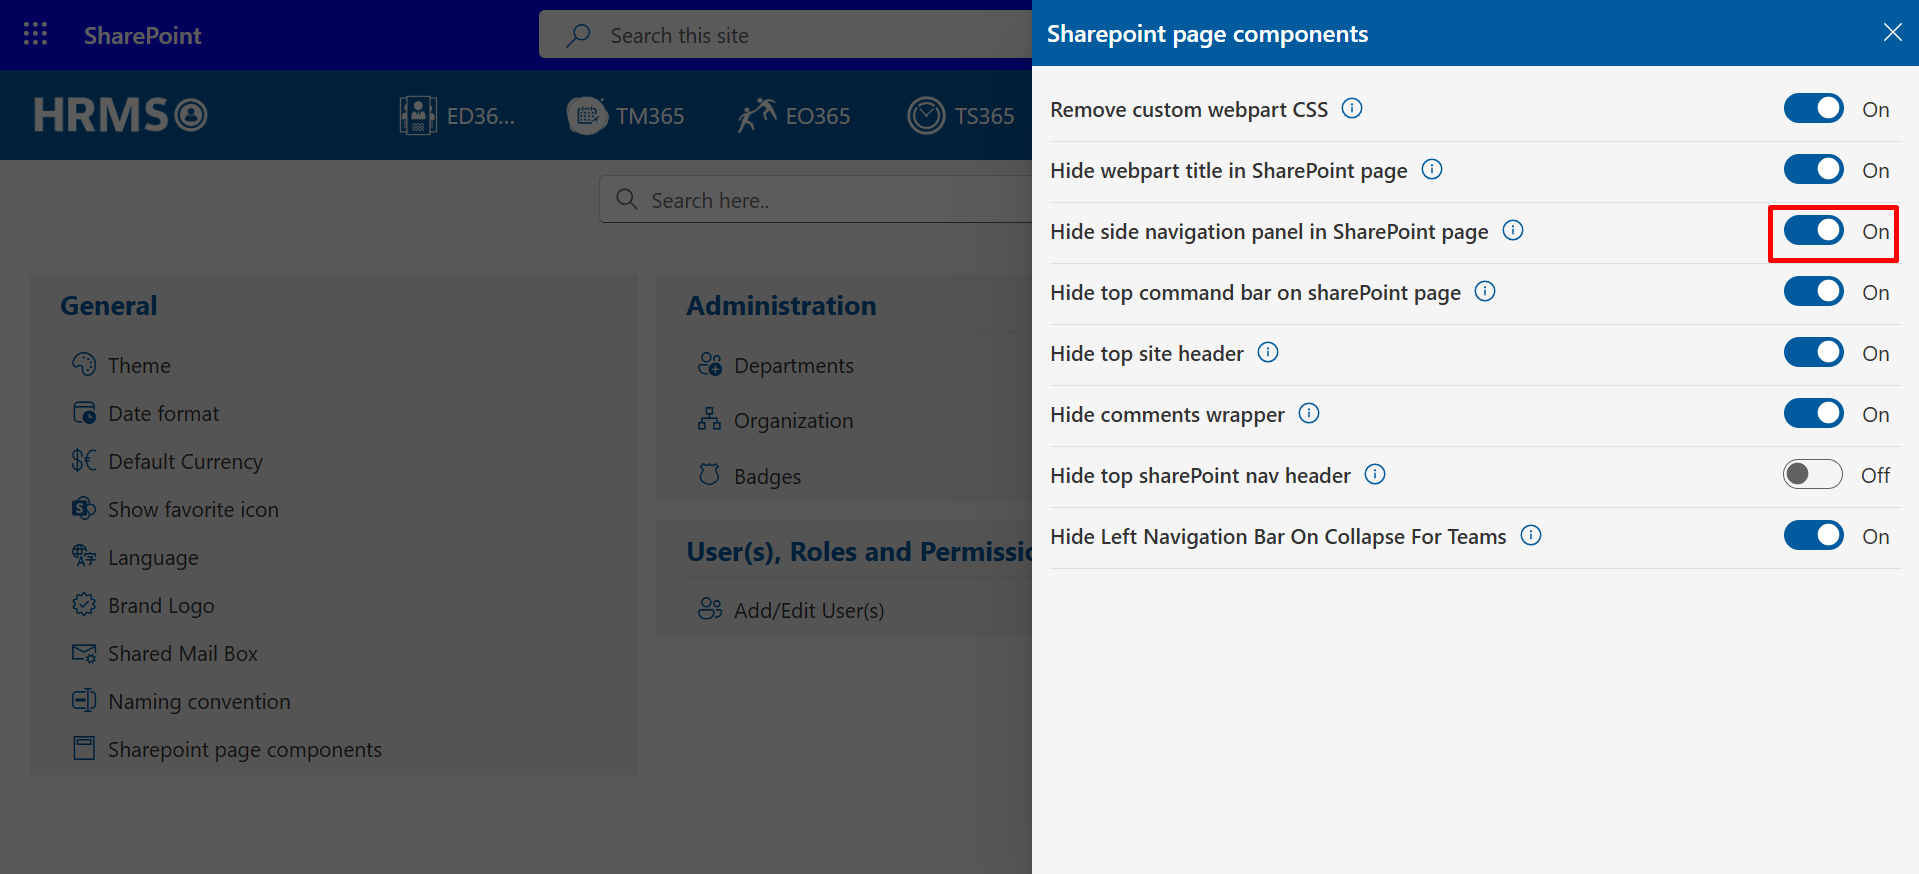 SharePoint
Search this site
HRMS
ED36...
TM365
EO365
TS365
Search here..
General
Theme
Date format
Default Currency
Show favorite icon
Language
Brand Logo
Shared Mail Box
Naming convention
Sharepoint page components
Administration
Departments
Organization
Badges
User(s), Roles and Permissio
Add/Edit User(s)
Sharepoint page components
Remove custom webpart CSS On
Hide webpart title in SharePoint page On
Hide side navigation panel in SharePoint page On
Hide top command bar on sharePoint page On
Hide top site header On
Hide comments wrapper On
Hide top sharePoint nav header Off
Hide Left Navigation Bar On Collapse For Teams On